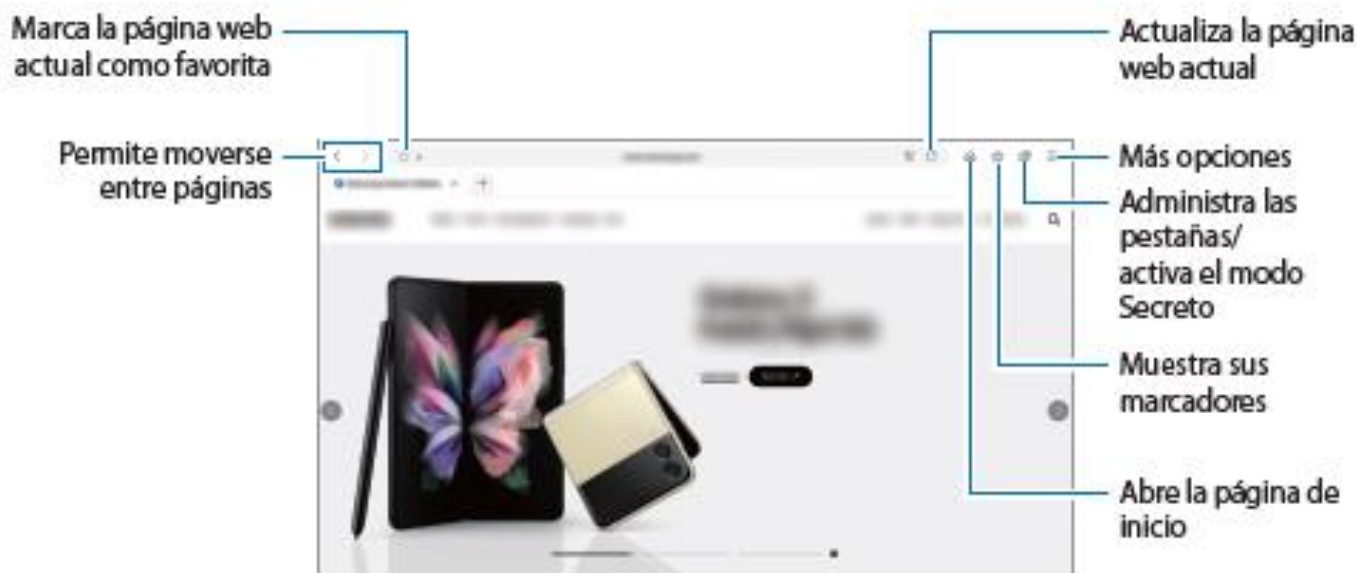 Marca la página web
actual como favorita
Permite moverse
entre páginas
Actualiza la página
web actual
Más opciones
Administra las
pestañas/
activa el modo
Secreto
Muestra sus
marcadores
Abre la página de
inicio